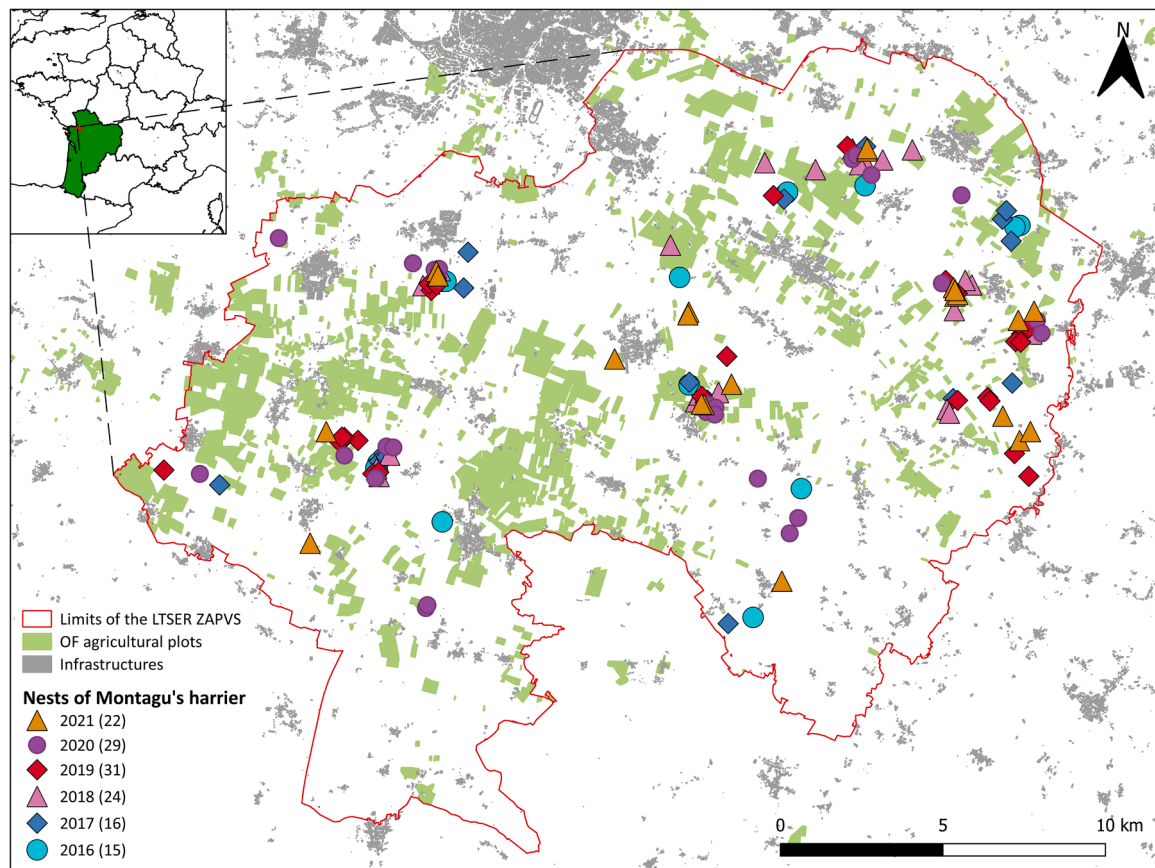 N
Limits of the LTSER ZAPVS
OF agricultural plots
Infrastructures
Nests of Montagu's harrier
2021 (22)
2020 (29)
2019 (31)
2018 (24)
2017 (16)
2016 (15)
0 5 10 km